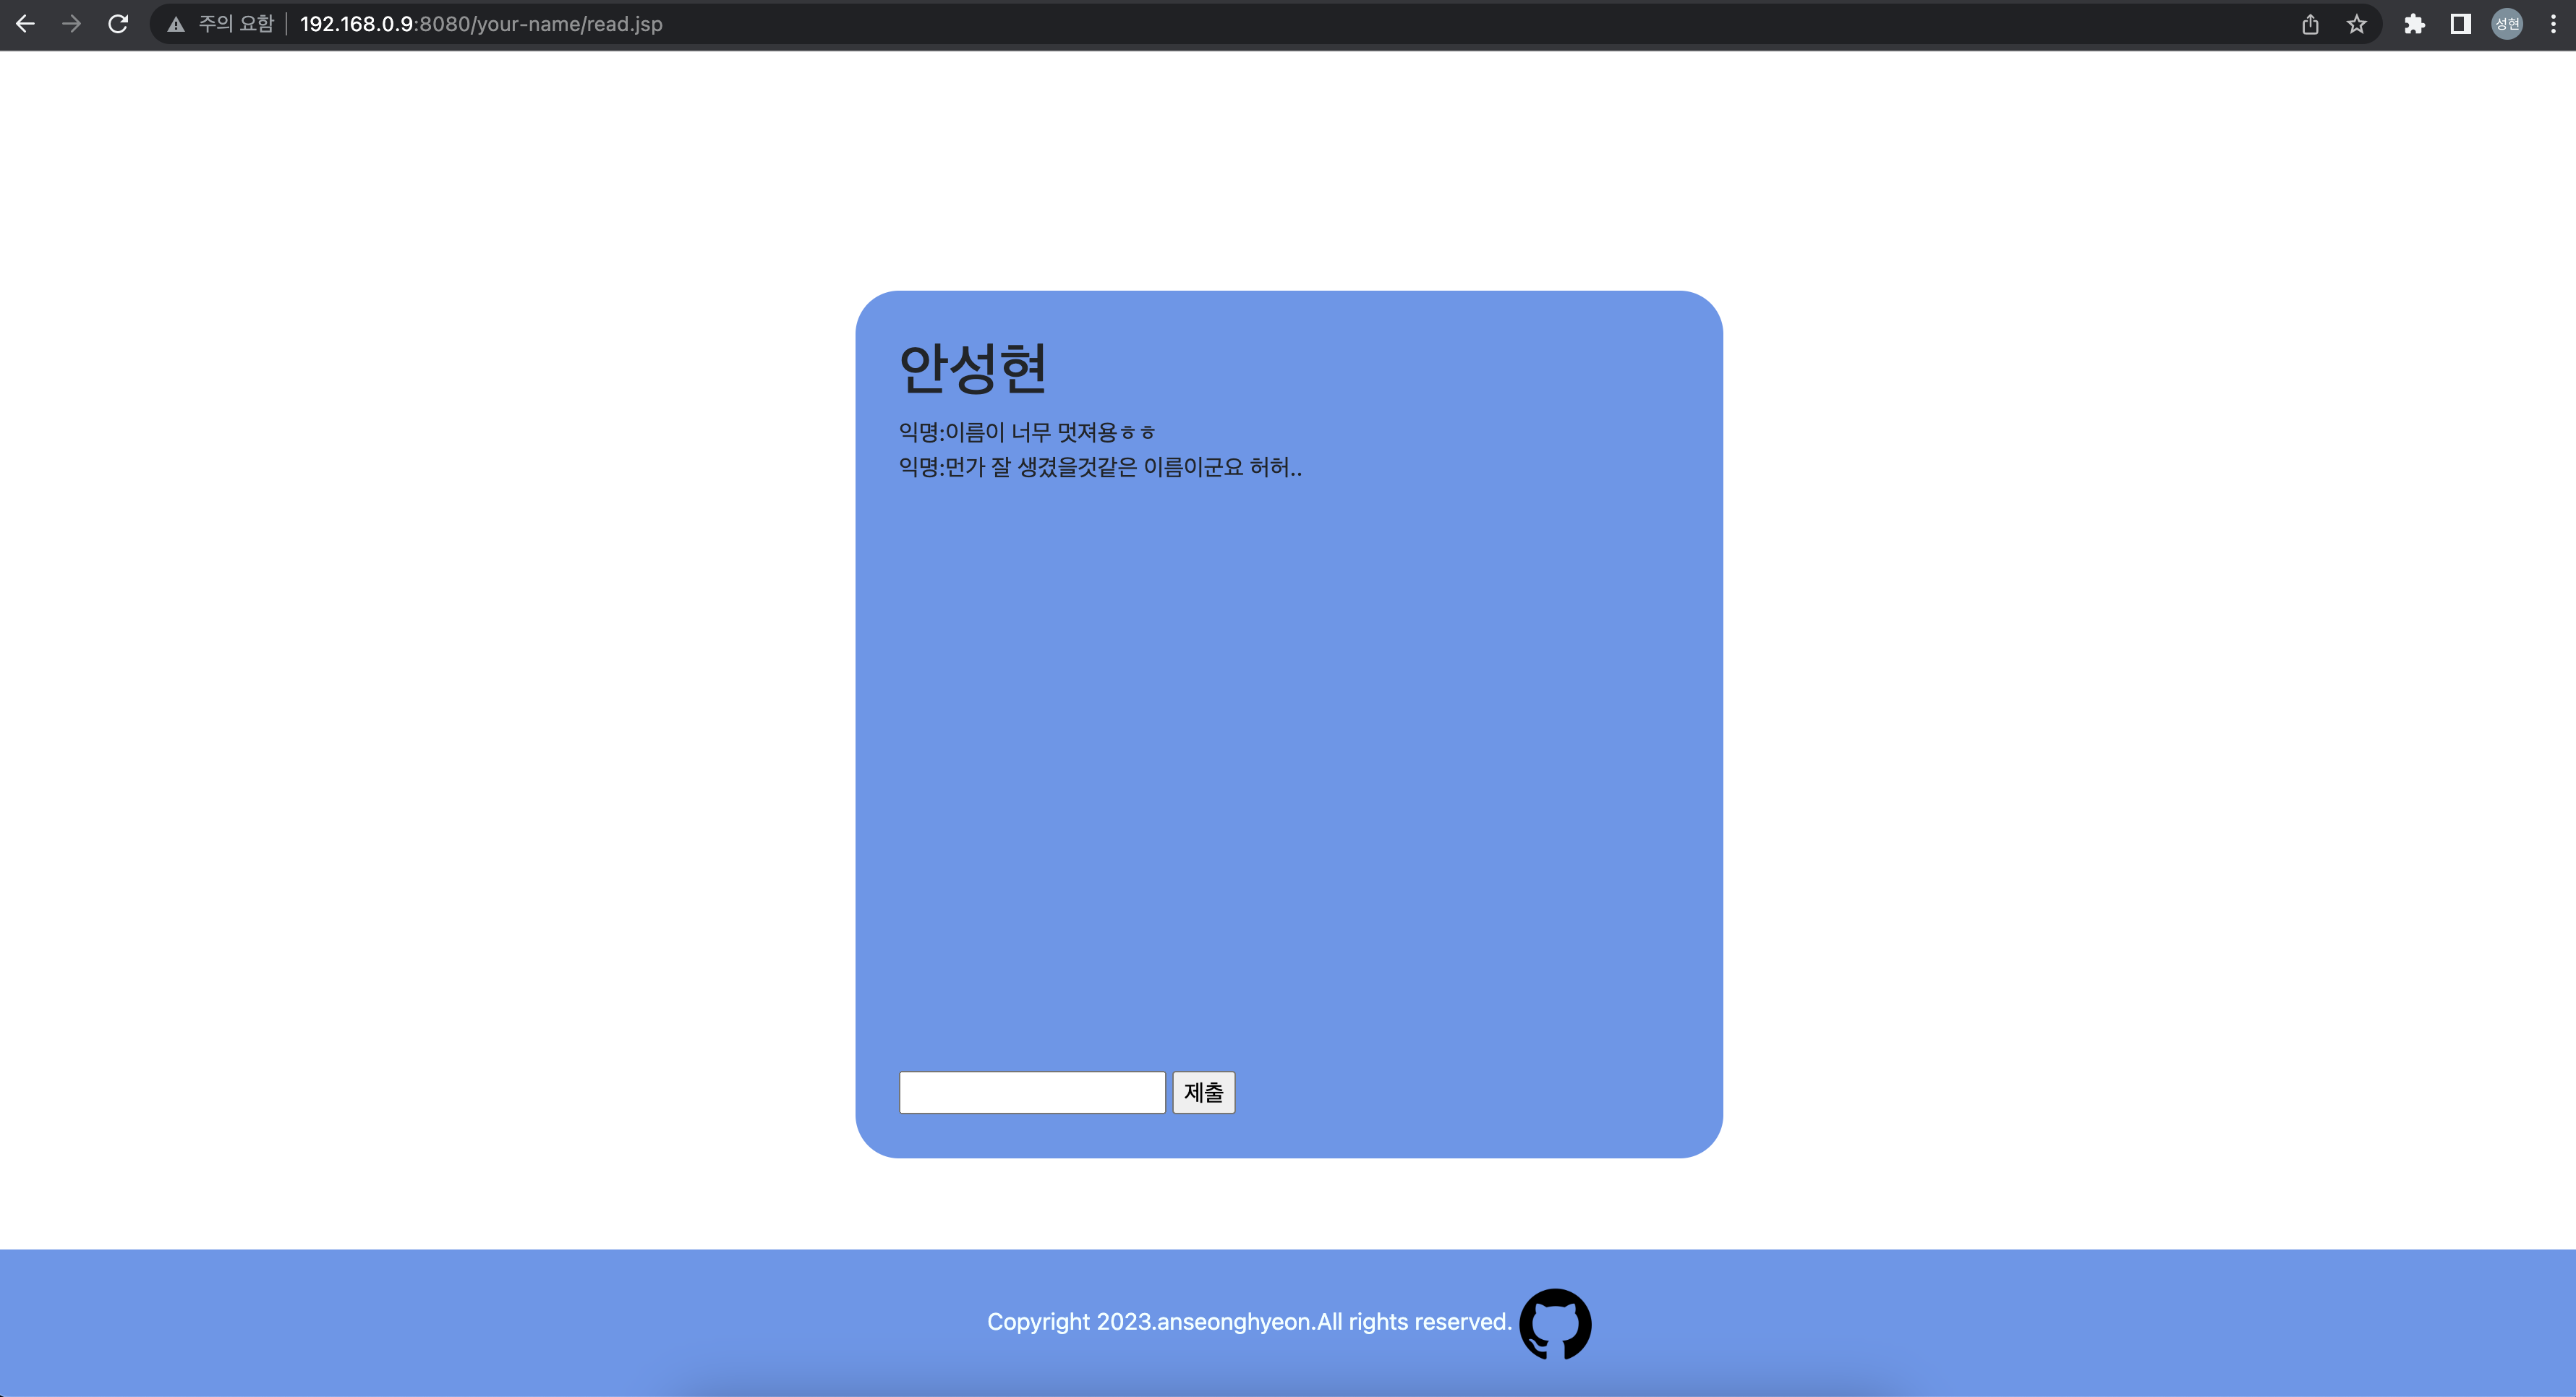 주의 요함 192.168.0.9:8080/your-name/read.jsp 성현
안성현
익명:이름이 너무 멋져용ㅎㅎ
익명:먼가 잘 생겼을것같은 이름이군요 허허..
제출
Copyright 2023.anseonghyeon.All rights reserved.